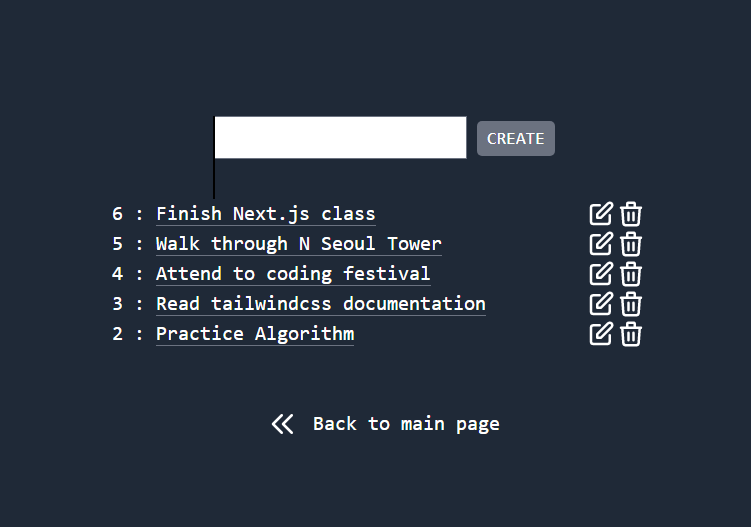 CREATE
6 : Finish Next.js class
5 : Walk through N Seoul Tower
4 : Attend to coding festival
3 : Read tailwindcss documentation
2 : Practice Algorithm
Back to main page